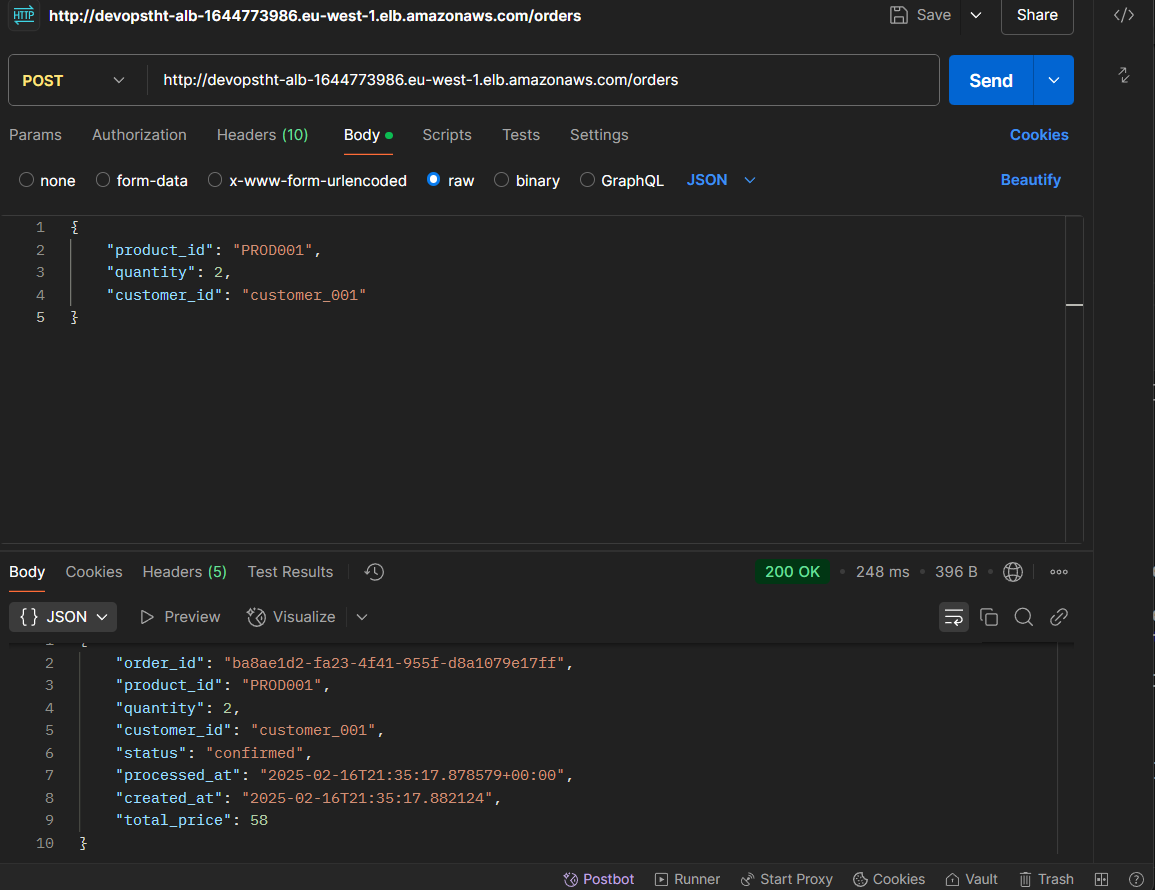 HTTP http://devopstht-alb-1644773986.eu-west-1.elb.amazonaws.com/orders Save Share </>
POST http://devopstht-alb-1644773986.eu-west-1.elb.amazonaws.com/orders Send
Params Authorization Headers (10) Body Scripts Tests Settings Cookies
none form-data x-www-form-urlencoded raw binary GraphQL JSON Beautify
1 {
2 "product_id": "PROD001",
3 "quantity": 2,
4 "customer_id": "customer_001"
5 }
Body Cookies Headers (5) Test Results 200 OK • 248 ms • 396 B •
{} JSON Preview Visualize
1 {
2 "order_id": "ba8ae1d2-fa23-4f41-955f-d8a1079e17ff",
3 "product_id": "PROD001",
4 "quantity": 2,
5 "customer_id": "customer_001",
6 "status": "confirmed",
7 "processed_at": "2025-02-16T21:35:17.878579+00:00",
8 "created_at": "2025-02-16T21:35:17.882124",
9 "total_price": 58
10 }
Postbot Runner Start Proxy Cookies Vault Trash